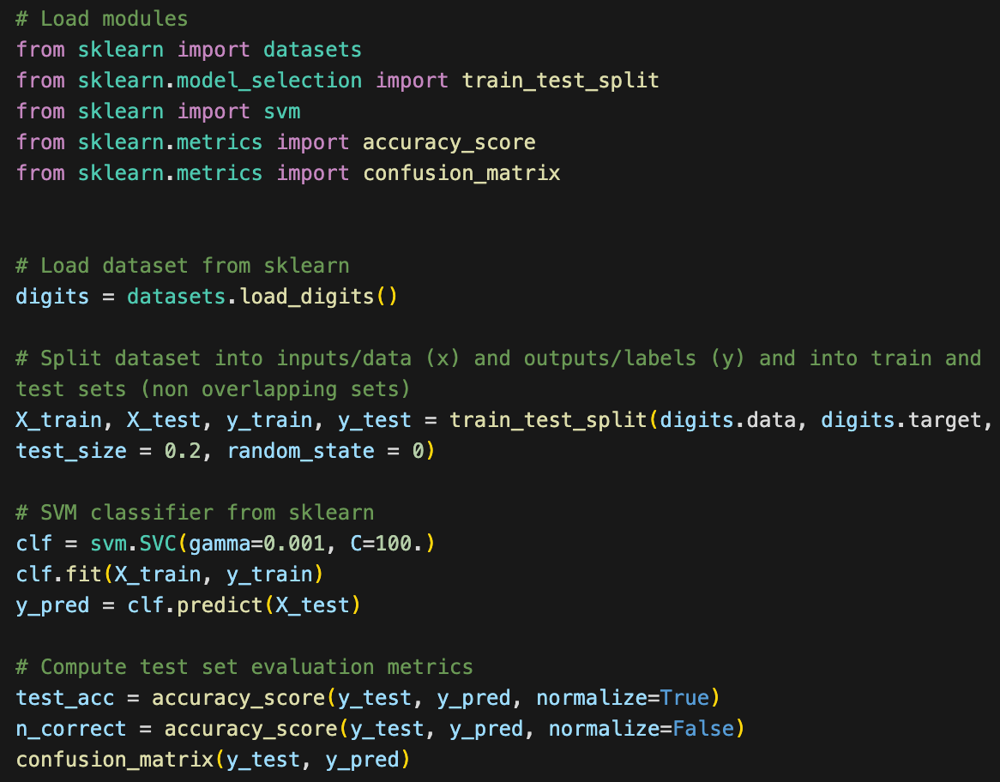 # Load modules
from sklearn import datasets
from sklearn.model_selection import train_test_split
from sklearn import svm
from sklearn.metrics import accuracy_score
from sklearn.metrics import confusion_matrix
# Load dataset from sklearn
digits = datasets.load_digits()
# Split dataset into inputs/data (x) and outputs/labels (y) and into train and
test sets (non overlapping sets)
X_train, X_test, y_train, y_test = train_test_split(digits.data, digits.target,
test_size = 0.2, random_state = 0)
# SVM classifier from sklearn
clf = svm.SVC(gamma=0.001, C=100.)
clf.fit(X_train, y_train)
y_pred = clf.predict(X_test)
# Compute test set evaluation metrics
test_acc = accuracy_score(y_test, y_pred, normalize=True)
n_correct = accuracy_score(y_test, y_pred, normalize=False)
confusion_matrix(y_test, y_pred)